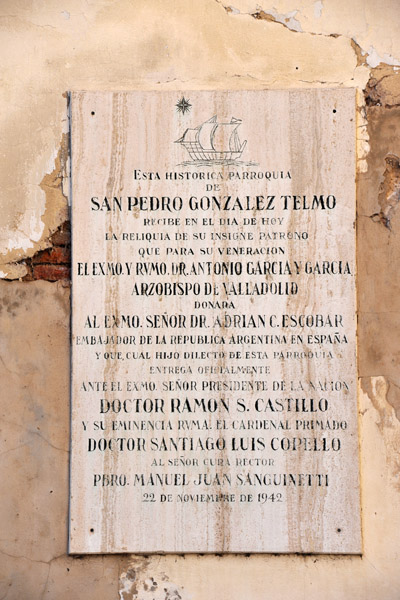 ESTA HISTORICA PARROQUIA
DE
SAN PEDRO GONZALEZ TELMO
RECIBE EN EL DIA DE HOY
LA RELIQUIA DE SU INSIGNE PATRONO
QUE PARA SU VENERACION
EL EXMO. Y RVMO. DR. ANTONIO GARCIA Y GARCIA
ARZOBISPO DE VALLADOLID
DONARA
AL EXMO. SEÑOR DR. ADRIAN C. ESCOBAR
EMBAJADOR DE LA REPUBLICA ARGENTINA EN ESPAÑA
Y QUE, CUAL HIJO DILECTO DE ESTA PARROQUIA
ENTREGA OFICIALMENTE
ANTE EL EXMO. SEÑOR PRESIDENTE DE LA NACION
DOCTOR RAMON S. CASTILLO
Y SU EMINENCIA RVMA. EL CARDENAL PRIMADO
DOCTOR SANTIAGO LUIS COPELLO
AL SEÑOR CURA RECTOR
PBRO. MANUEL JUAN SANGUINETTI
22 DE NOVIEMBRE DE 1942